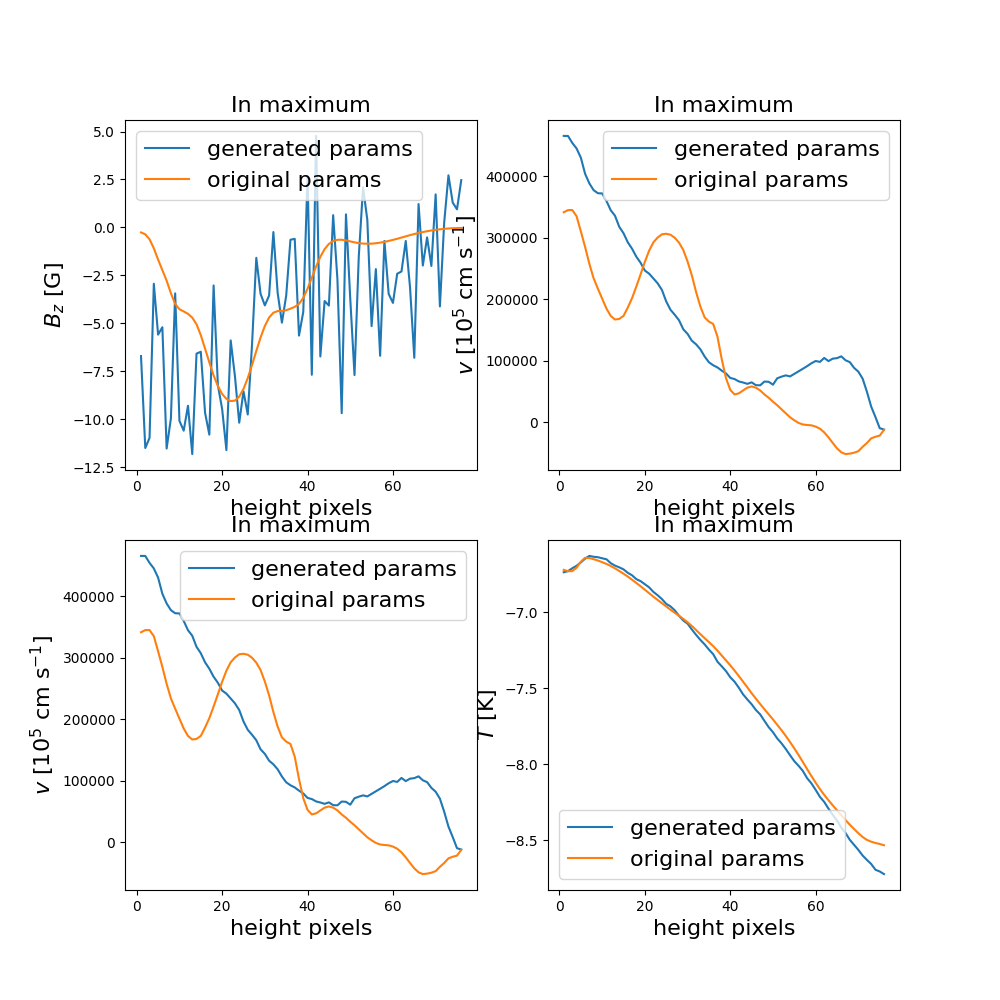 In maximum
In maximum
5.0
2.5
0.0
−2.5
−5.0
−7.5
−10.0
−12.5
B_z [G]
generated params
original params
0 20 40 60
height pixels
400000
300000
200000
100000
0
v [10^5 cm s^−1]
generated params
original params
0 20 40 60
height pixels
In maximum
In maximum
400000
300000
200000
100000
0
v [10^5 cm s^−1]
generated params
original params
0 20 40 60
height pixels
−7.0
−7.5
−8.0
−8.5
T [K]
generated params
original params
0 20 40 60
height pixels